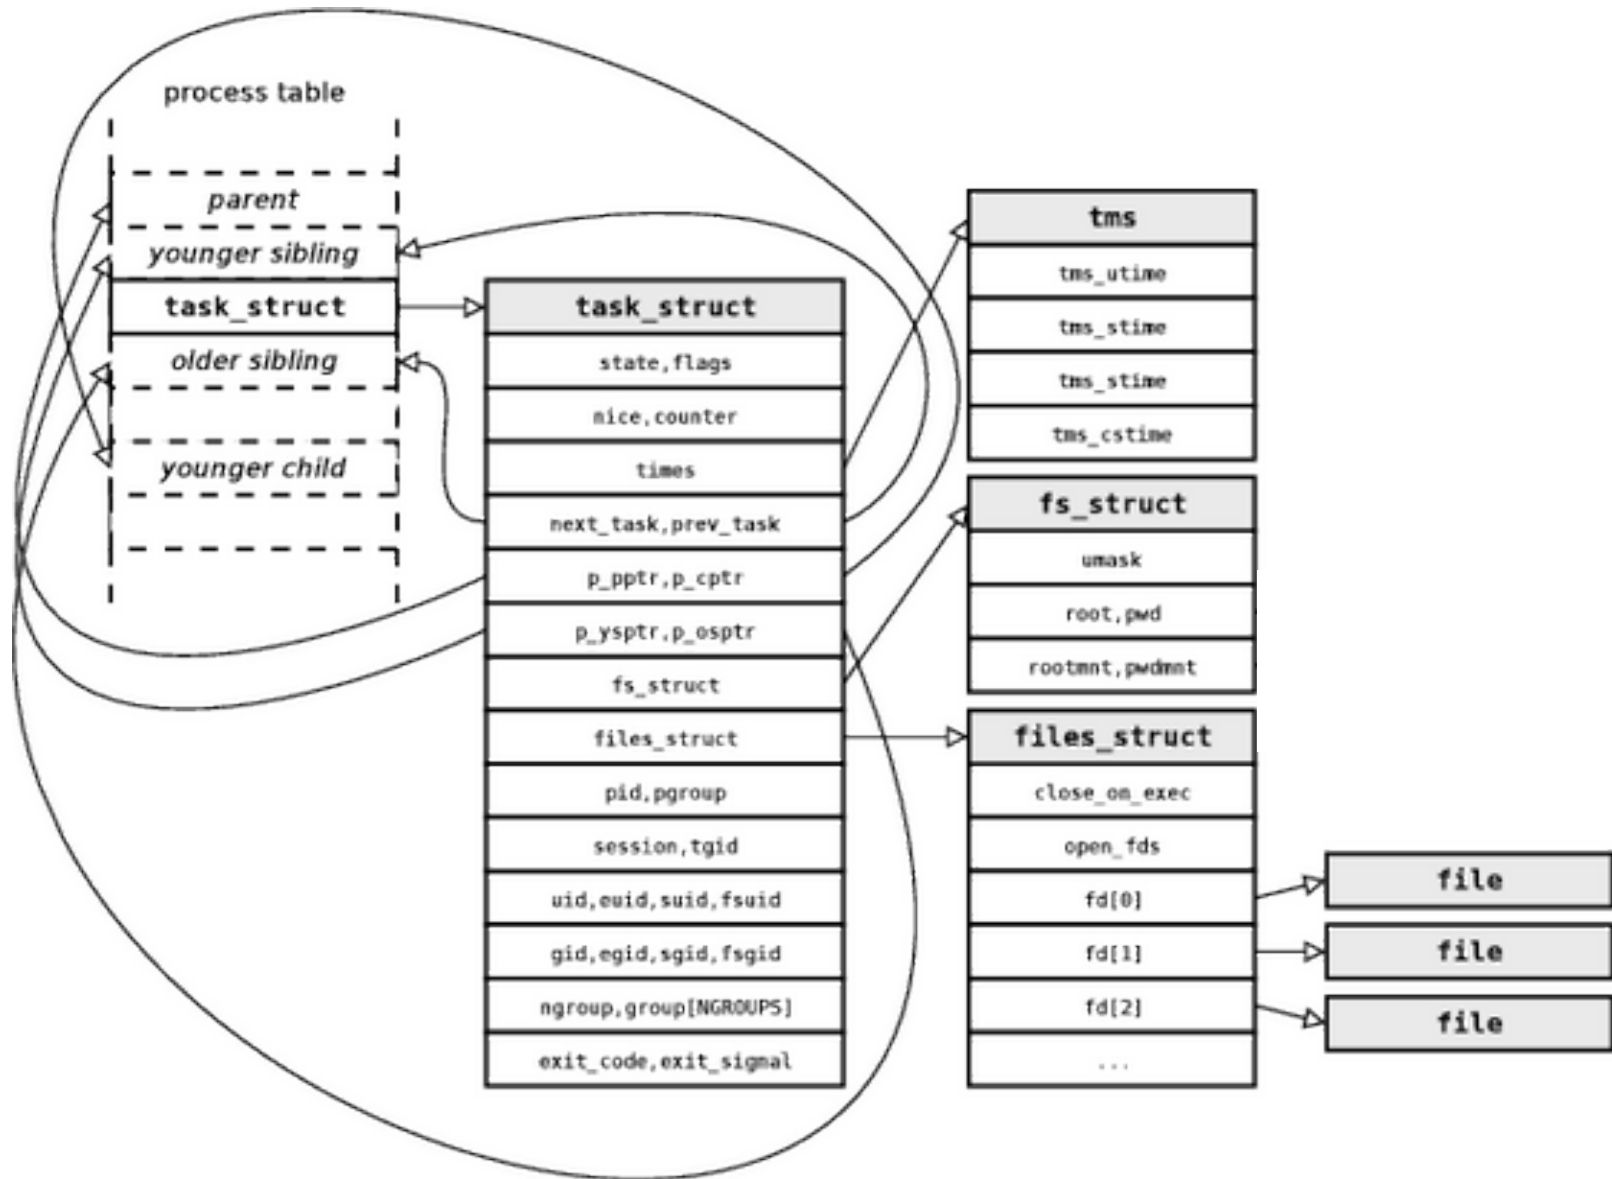 process table
parent
younger sibling
task_struct
older sibling
younger child
task_struct
state,flags
nice,counter
times
next_task,prev_task
p_pptr,p_cptr
p_ysptr,p_osptr
fs_struct
files_struct
pid,pgroup
session,tgid
uid,euid,suid,fsuid
gid,egid,sgid,fsgid
ngroup,group[NGROUPS]
exit_code,exit_signal
tms
tms_utime
tms_stime
tms_stime
tms_cstime
fs_struct
umask
root,pwd
rootmnt,pwdmnt
files_struct
close_on_exec
open_fds
fd[0]
fd[1]
fd[2]
...
file
file
file